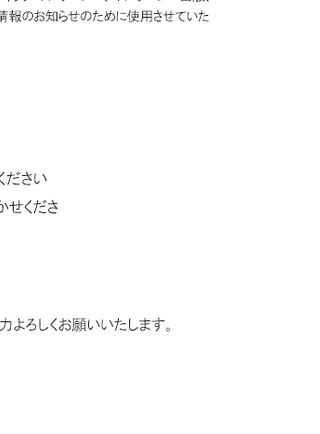 情報のお知らせのために使用させていた
ください
かせくださ
力よろしくお願いいたします。